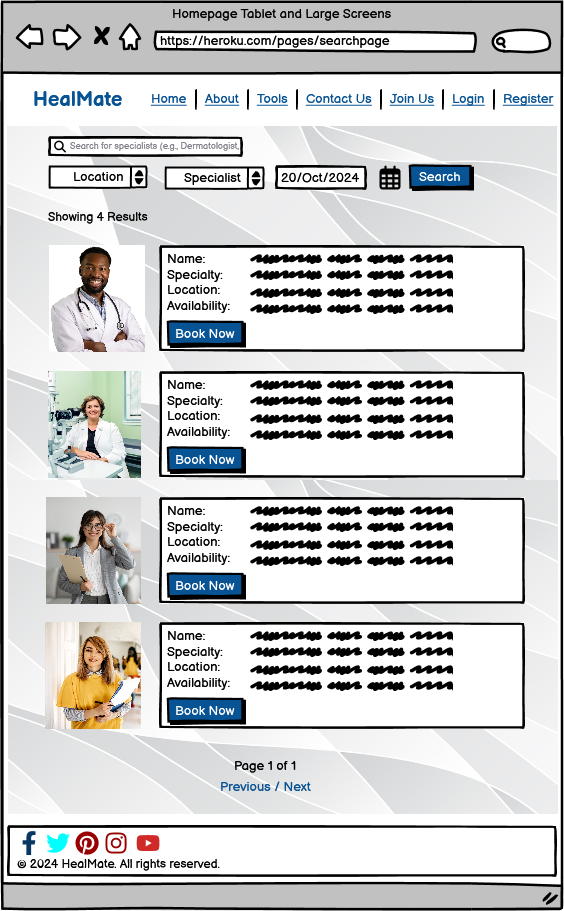 Homepage Tablet and Large Screens
https://heroku.com/pages/searchpage
HealMate
Home About Tools Contact Us Join Us Login Register
Search for specialists (e.g., Dermatologist,
Location Specialist 20/Oct/2024 Search
Showing 4 Results
Name:
Specialty:
Location:
Availability:
Book Now
Name:
Specialty:
Location:
Availability:
Book Now
Name:
Specialty:
Location:
Availability:
Book Now
Name:
Specialty:
Location:
Availability:
Book Now
Page 1 of 1
Previous / Next
© 2024 HealMate. All rights reserved.